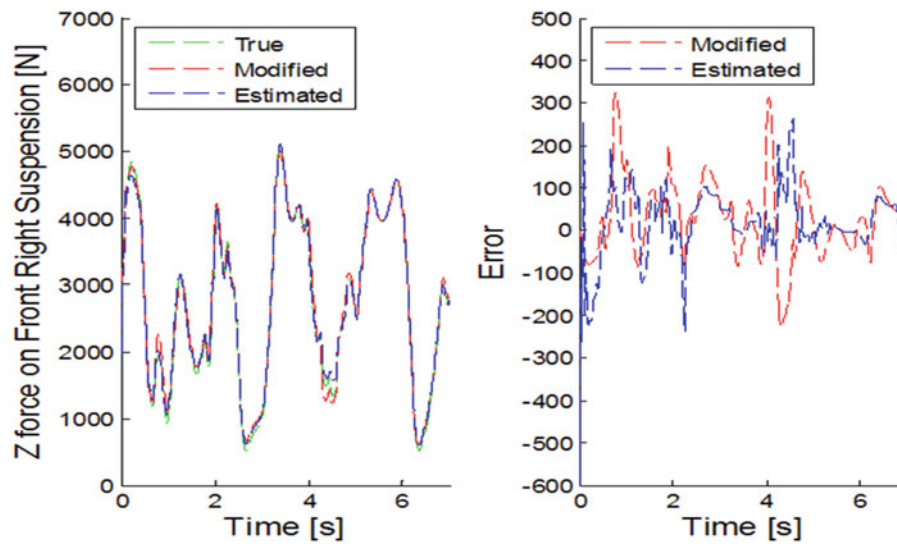 Z force on Front Right Suspension [N]
7000
6000
5000
4000
3000
2000
1000
0
True
Modified
Estimated
0 2 4 6
Time [s]
Error
500
400
300
200
100
0
-100
-200
-300
-400
-500
-600
Modified
Estimated
0 2 4 6
Time [s]